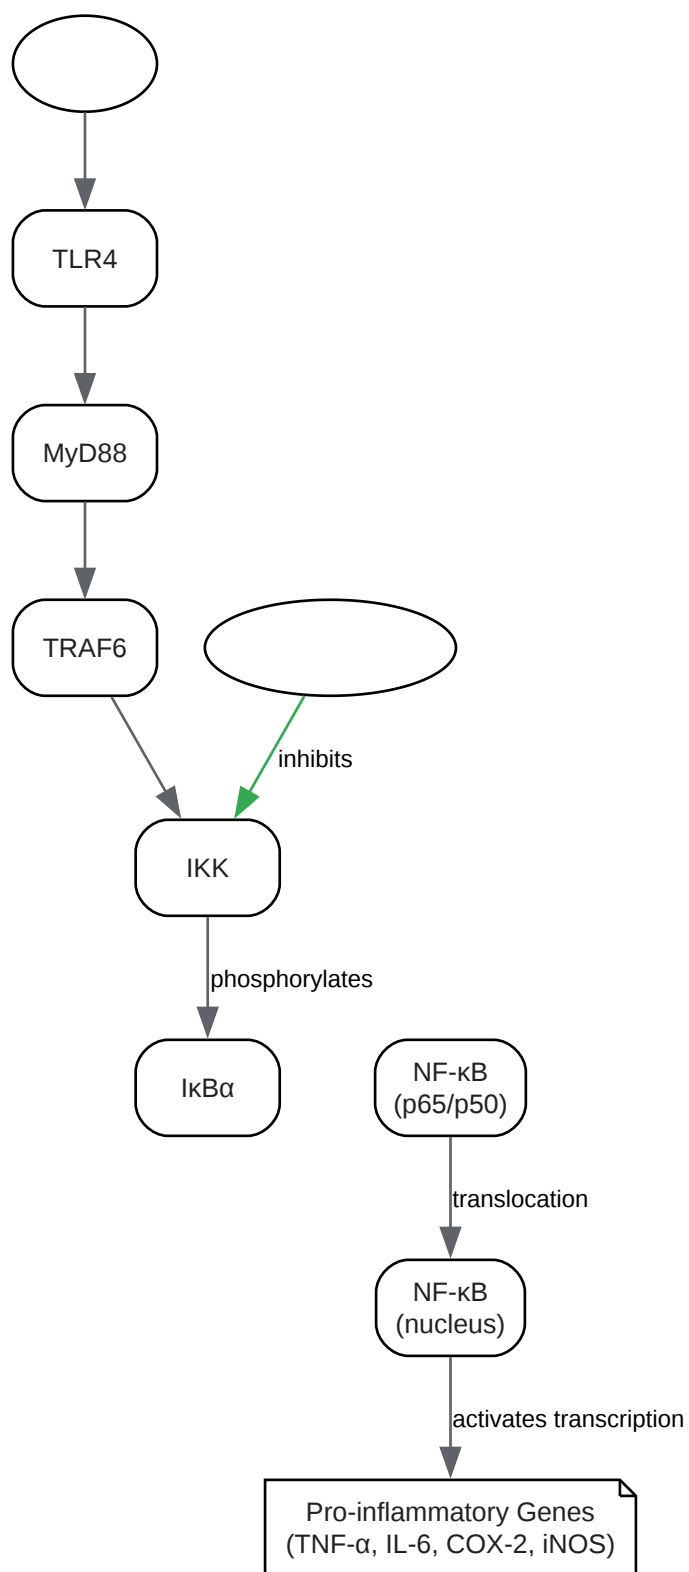 TLR4
MyD88
TRAF6
inhibits
IKK
phosphorylates
IκBα
NF-κB
(p65/p50)
translocation
NF-κB
(nucleus)
activates transcription
Pro-inflammatory Genes
(TNF-α, IL-6, COX-2, iNOS)